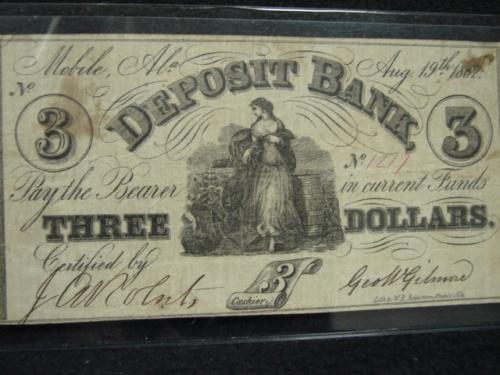 Mobile, Ala. Aug. 19th 1862.
No
3 DEPOSIT BANK, 3
No 1277
Pay the Bearer in current Funds
THREE DOLLARS.
Certified by
3
Cashier
Geo W Gilmore